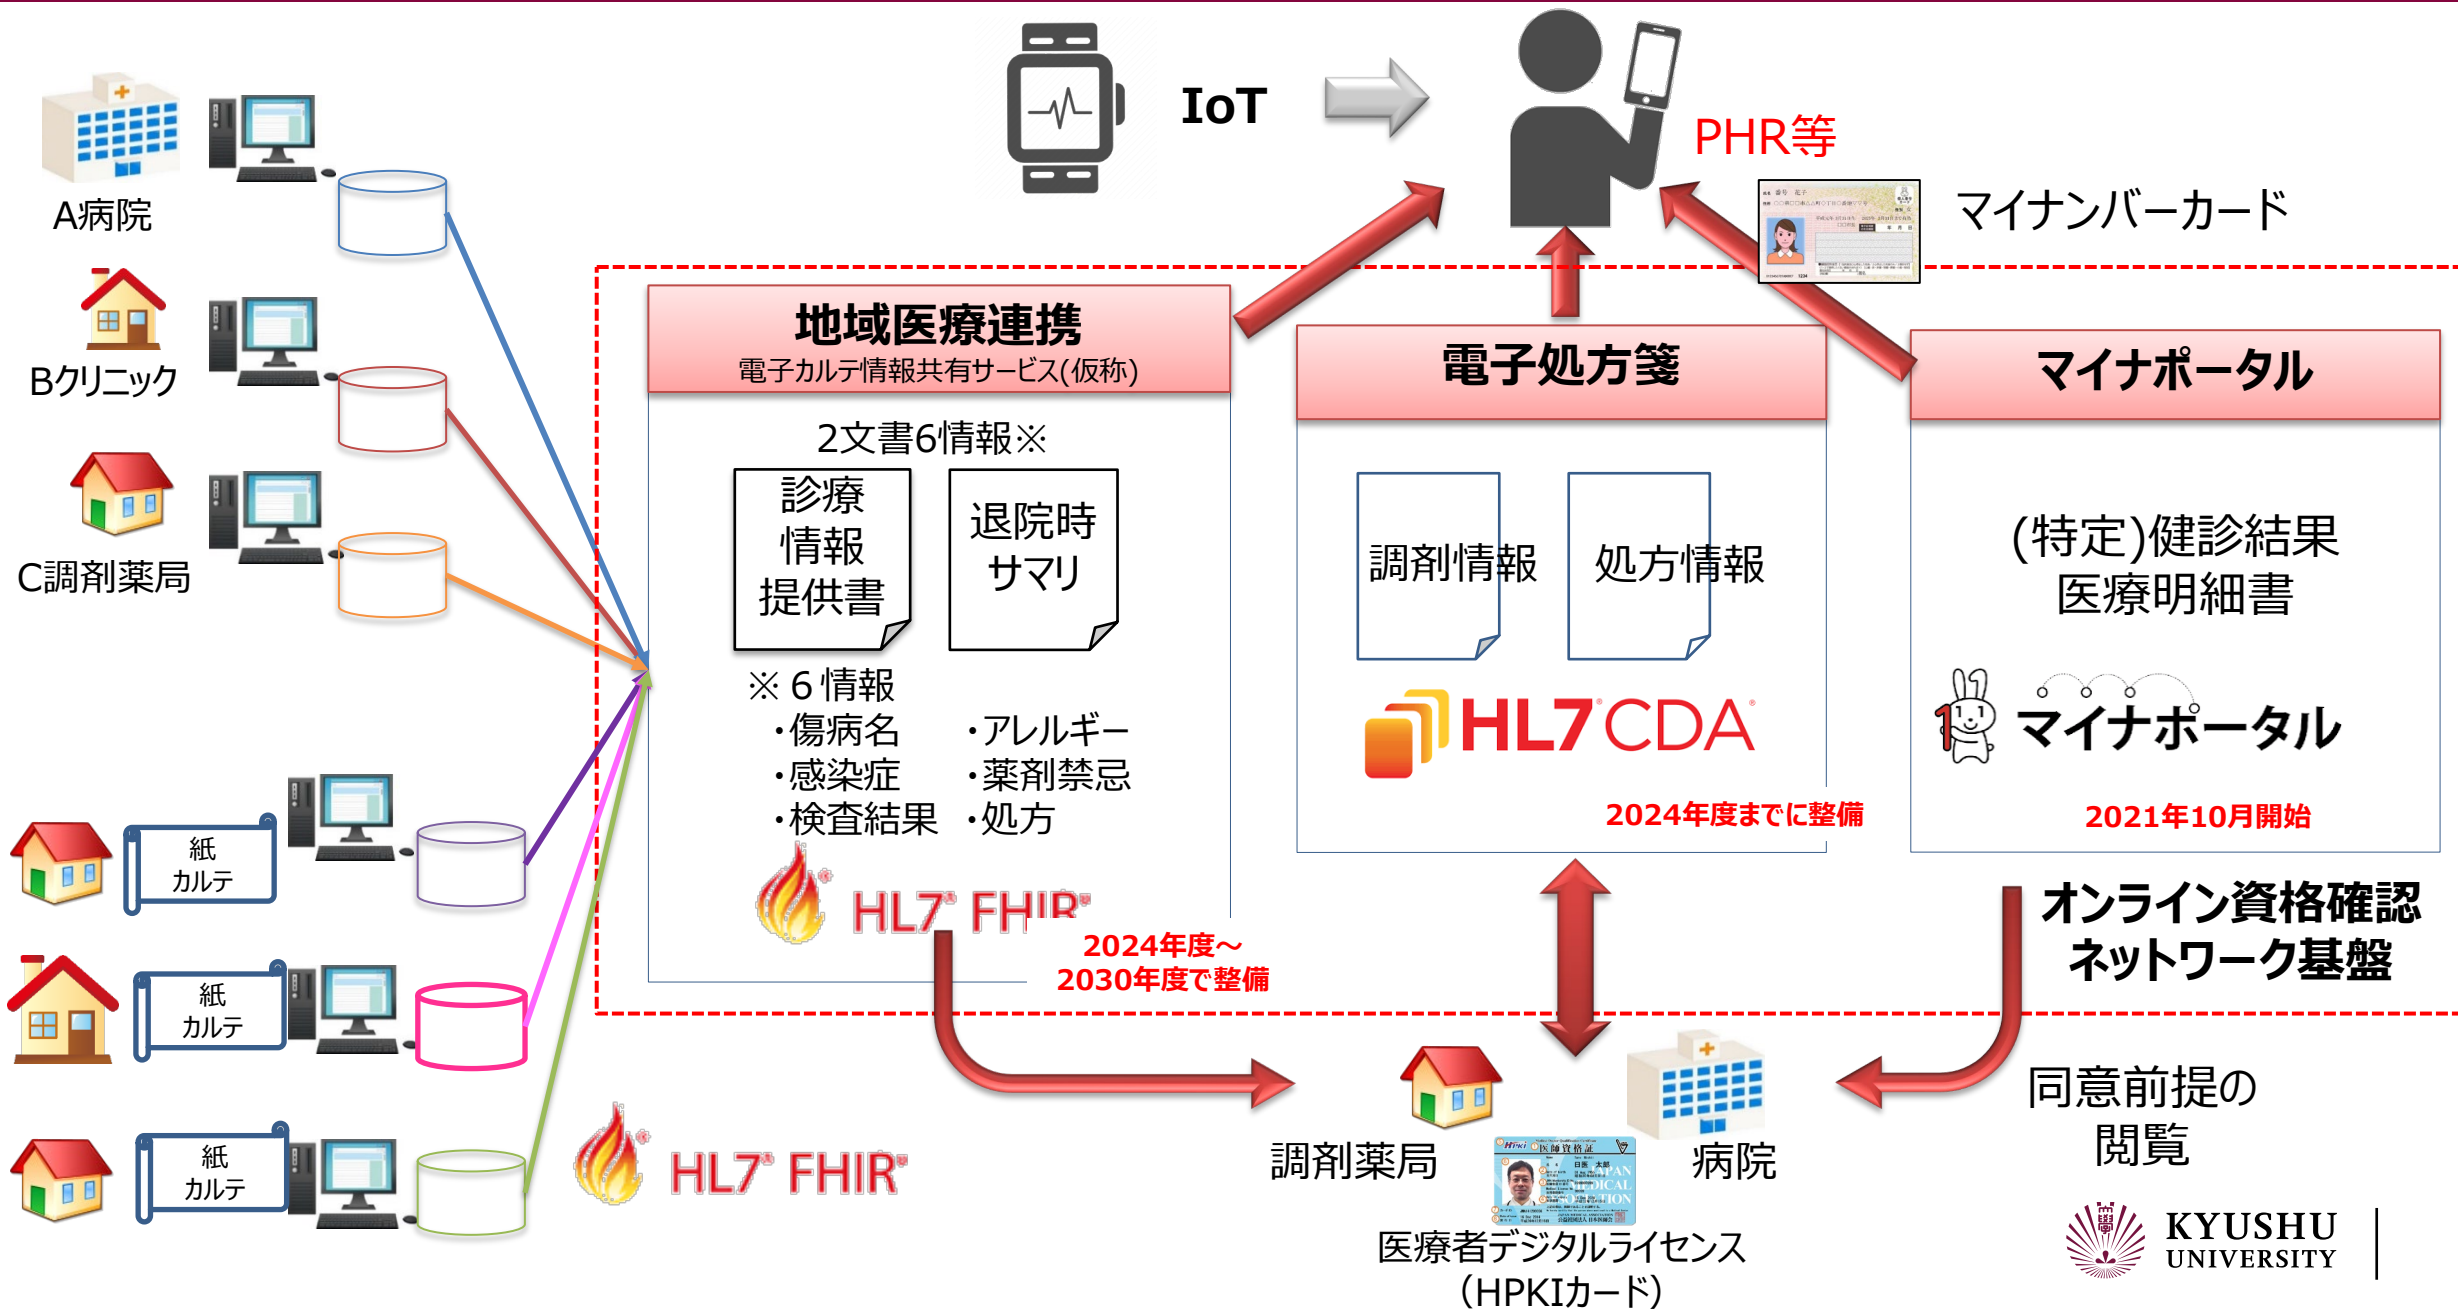 IoT
PHR等
マイナンバーカード
A病院
Bクリニック
C調剤薬局
紙
カルテ
紙
カルテ
紙
カルテ
HL7 FHIR
地域医療連携
電子カルテ情報共有サービス(仮称)
2文書6情報※
診療
情報
提供書
退院時
サマリ
※６情報
・傷病名
・感染症
・検査結果
・アレルギー
・薬剤禁忌
・処方
HL7 FHIR
2024年度～
2030年度で整備
電子処方箋
調剤情報
処方情報
HL7 CDA
2024年度までに整備
マイナポータル
(特定)健診結果
医療明細書
マイナポータル
2021年10月開始
オンライン資格確認
ネットワーク基盤
同意前提の
閲覧
調剤薬局
病院
HPKI
医師資格証
日医 太郎
医療者デジタルライセンス
（HPKIカード）
KYUSHU
UNIVERSITY